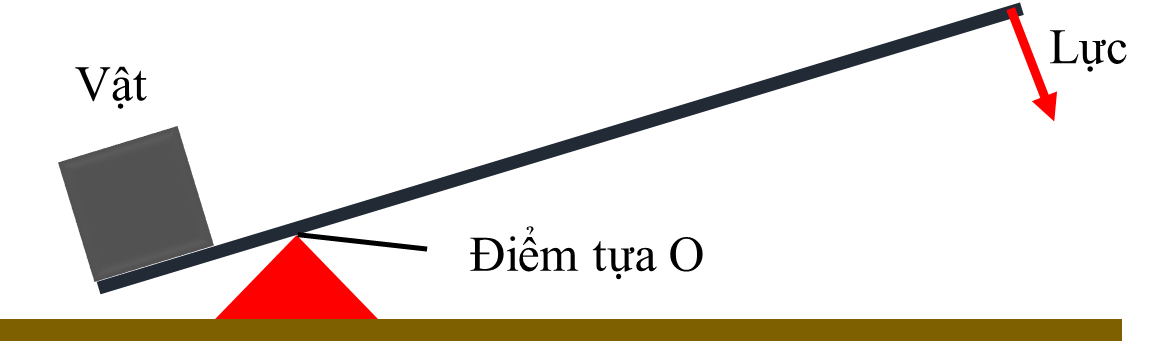 Lực
Vật
Điểm tựa O